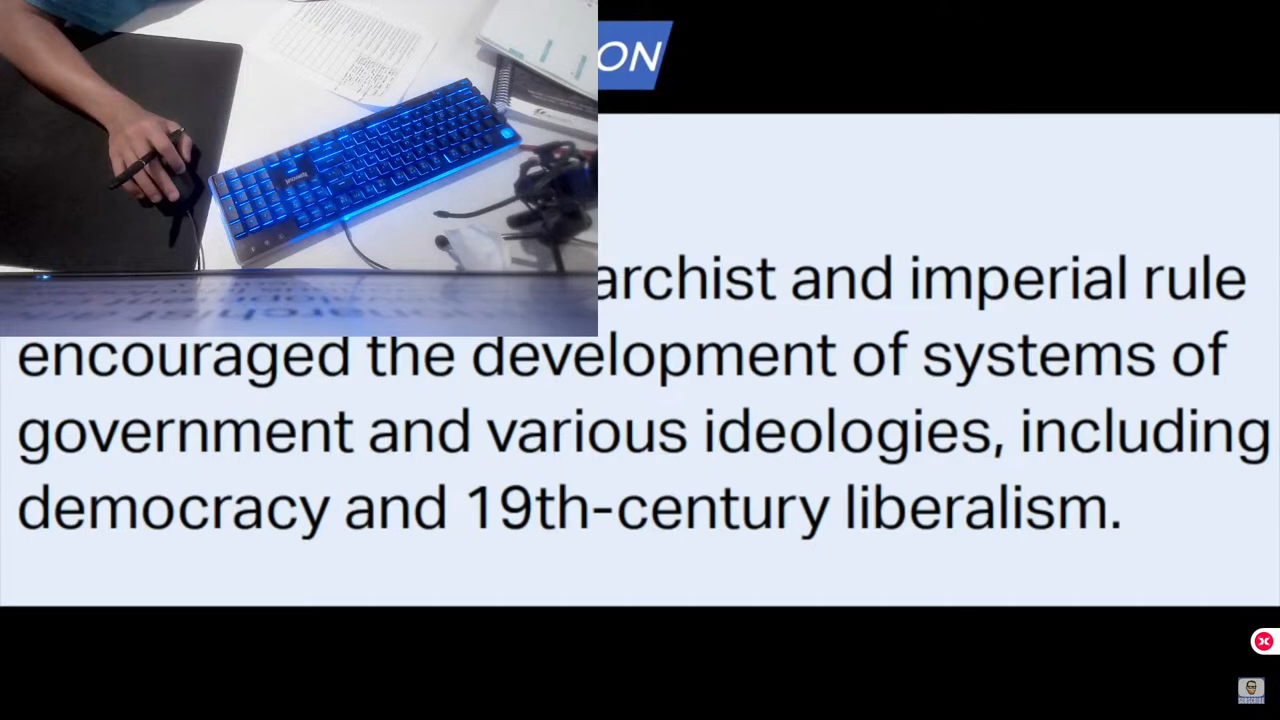 ON
archist and imperial rule
encouraged the development of systems of
government and various ideologies, including
democracy and 19th-century liberalism.